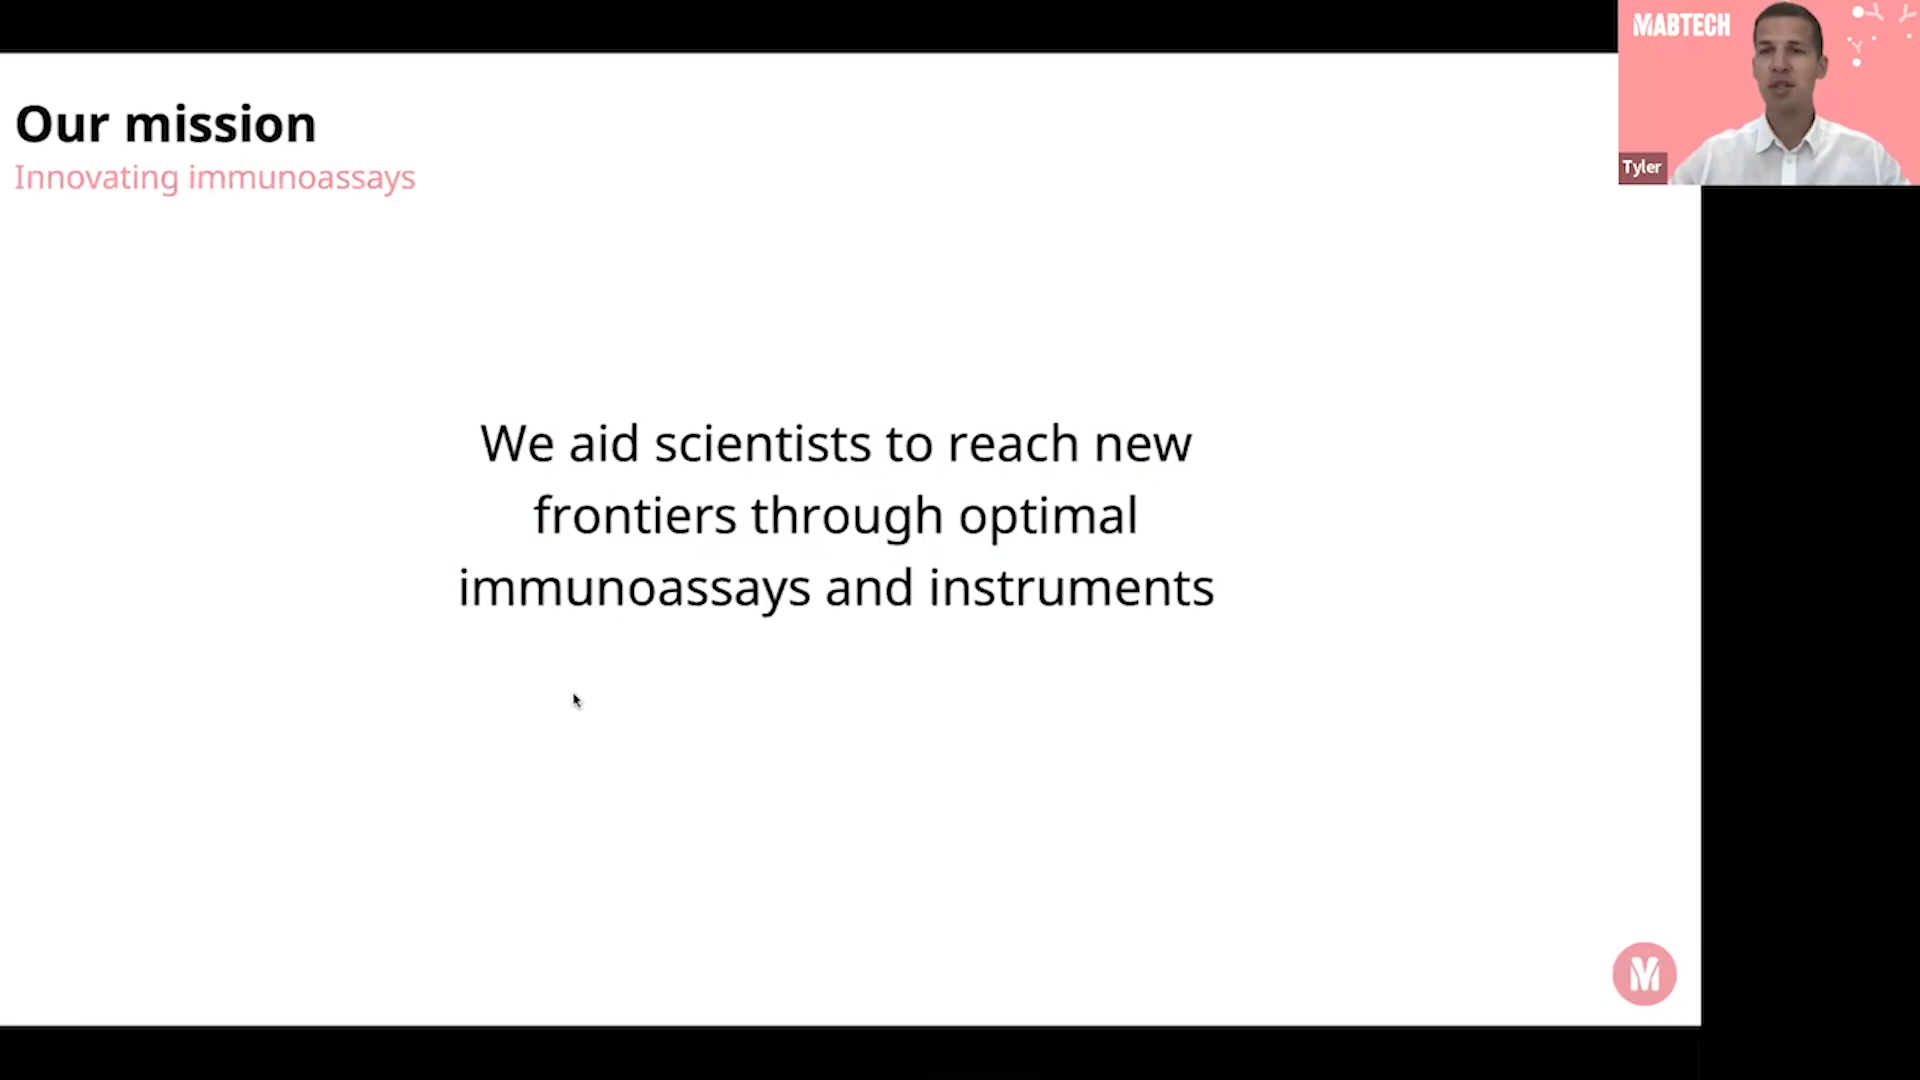 Our mission
Innovating immunoassays
We aid scientists to reach new
frontiers through optimal
immunoassays and instruments
MABTECH
Tyler
M